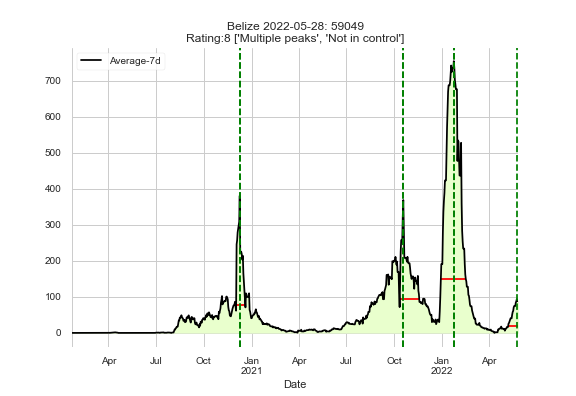 Belize 2022-05-28: 59049
Rating:8 ['Multiple peaks', 'Not in control']
Average-7d
700
600
500
400
300
200
100
0
Apr Jul Oct Jan Apr Jul Oct Jan Apr
2021 2022
Date